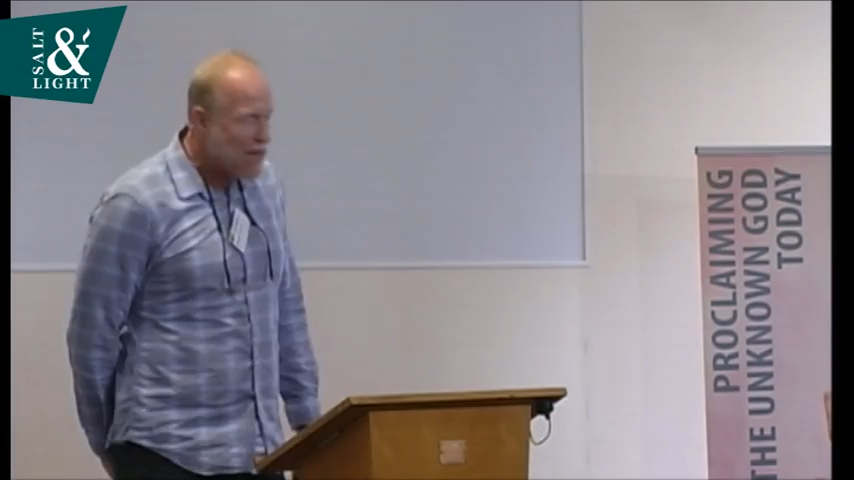 SALT
&
LIGHT
PROCLAIMING
THE UNKNOWN GOD
TODAY